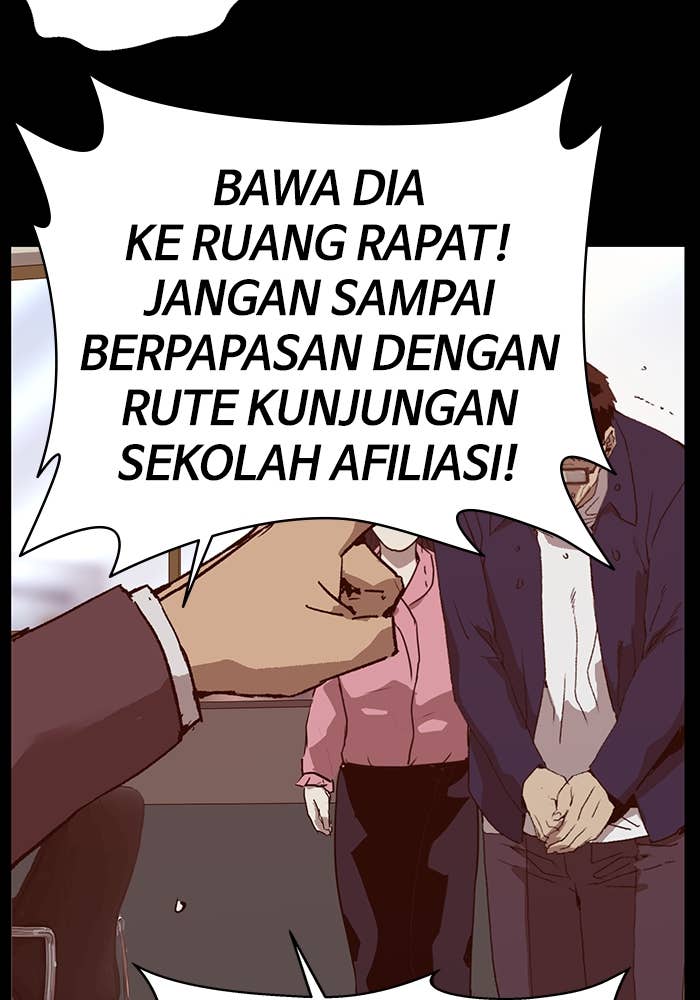 BAWA DIA
KE RUANG RAPAT!
JANGAN SAMPAI
BERPAPASAN DENGAN
RUTE KUNJUNGAN
SEKOLAH AFILIASI!